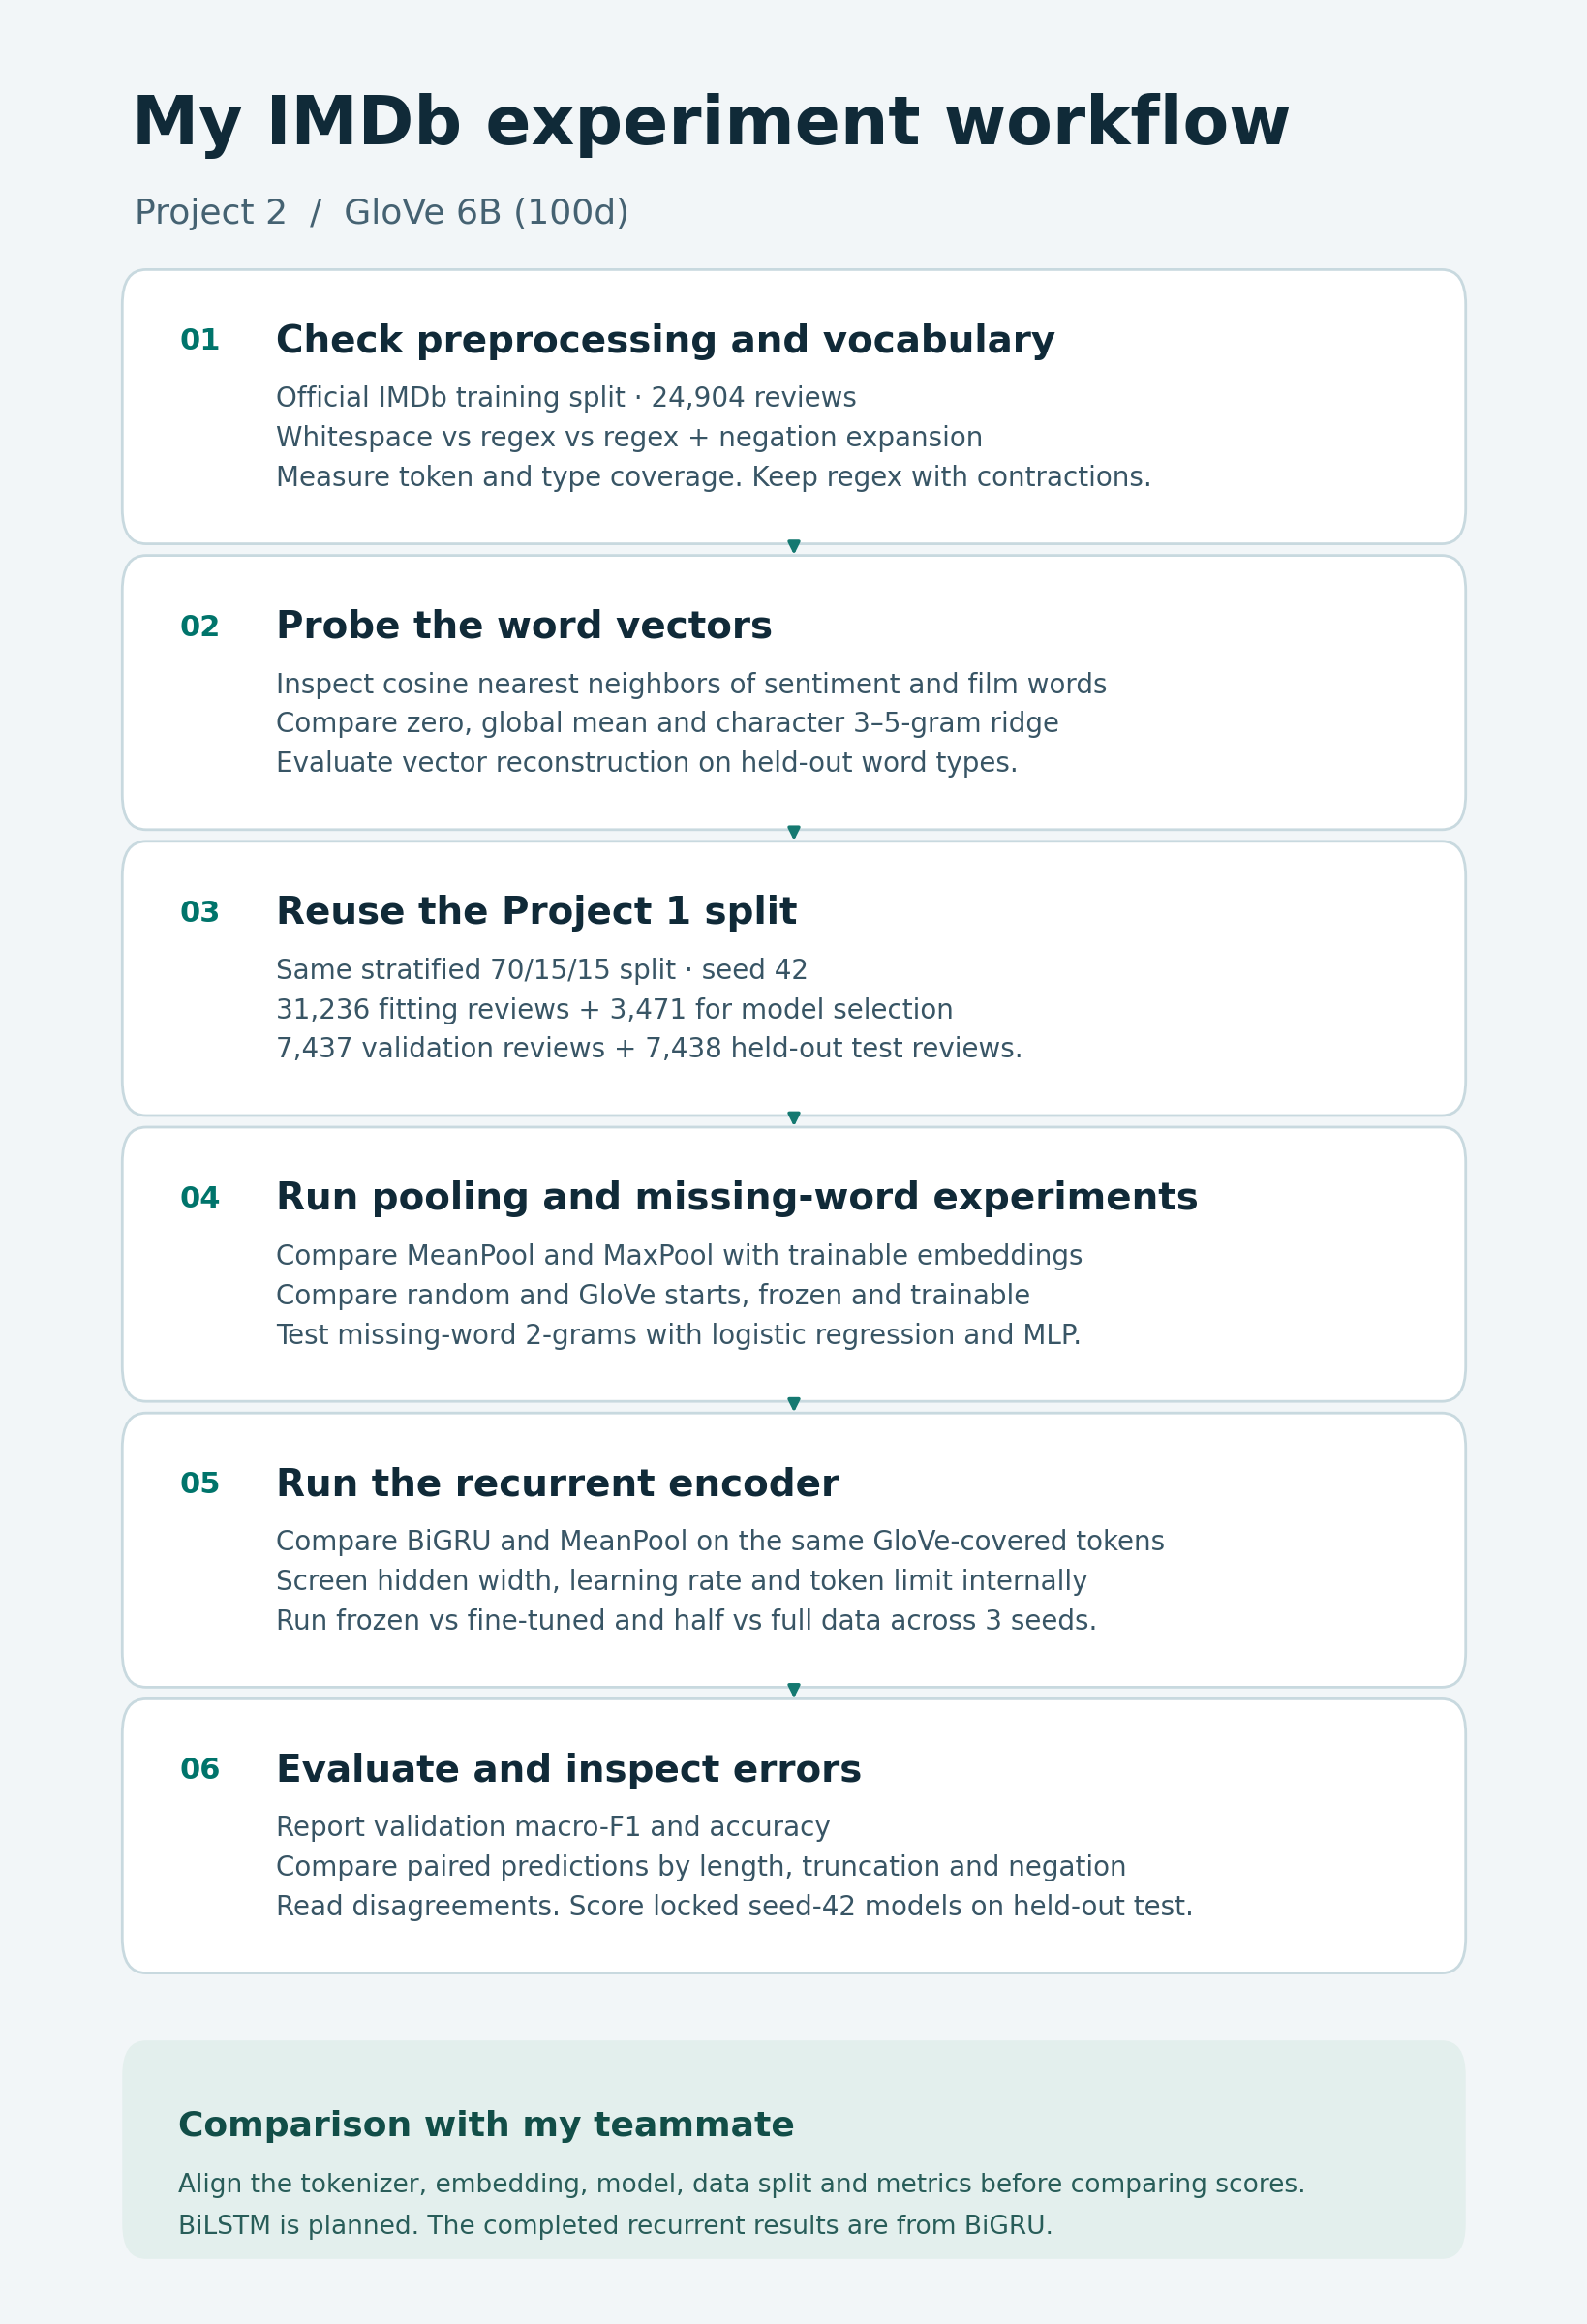 My IMDb experiment workflow
Project 2 / GloVe 6B (100d)
01 Check preprocessing and vocabulary
Official IMDb training split · 24,904 reviews
Whitespace vs regex vs regex + negation expansion
Measure token and type coverage. Keep regex with contractions.
02 Probe the word vectors
Inspect cosine nearest neighbors of sentiment and film words
Compare zero, global mean and character 3–5-gram ridge
Evaluate vector reconstruction on held-out word types.
03 Reuse the Project 1 split
Same stratified 70/15/15 split · seed 42
31,236 fitting reviews + 3,471 for model selection
7,437 validation reviews + 7,438 held-out test reviews.
04 Run pooling and missing-word experiments
Compare MeanPool and MaxPool with trainable embeddings
Compare random and GloVe starts, frozen and trainable
Test missing-word 2-grams with logistic regression and MLP.
05 Run the recurrent encoder
Compare BiGRU and MeanPool on the same GloVe-covered tokens
Screen hidden width, learning rate and token limit internally
Run frozen vs fine-tuned and half vs full data across 3 seeds.
06 Evaluate and inspect errors
Report validation macro-F1 and accuracy
Compare paired predictions by length, truncation and negation
Read disagreements. Score locked seed-42 models on held-out test.
Comparison with my teammate
Align the tokenizer, embedding, model, data split and metrics before comparing scores.
BiLSTM is planned. The completed recurrent results are from BiGRU.